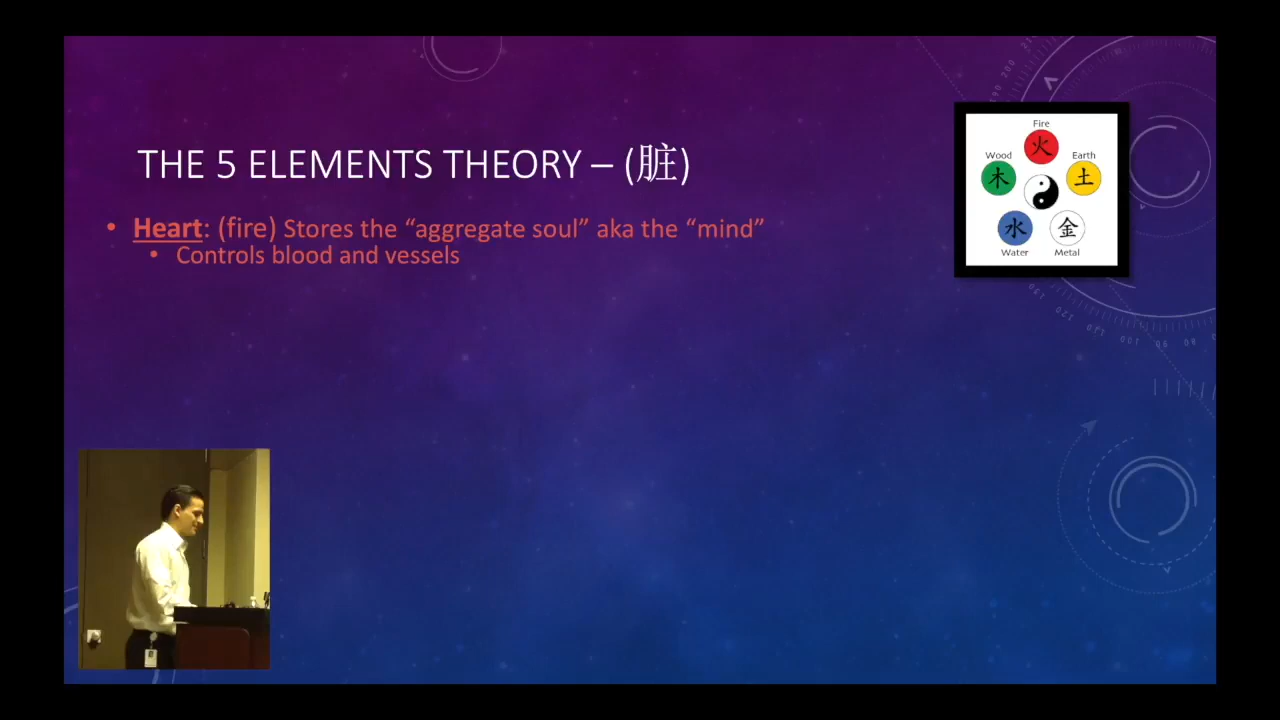 THE 5 ELEMENTS THEORY – (脏)
• Heart: (fire) Stores the “aggregate soul” aka the “mind”
• Controls blood and vessels
Fire
火
Wood
Earth
木
土
水
金
Water
Metal